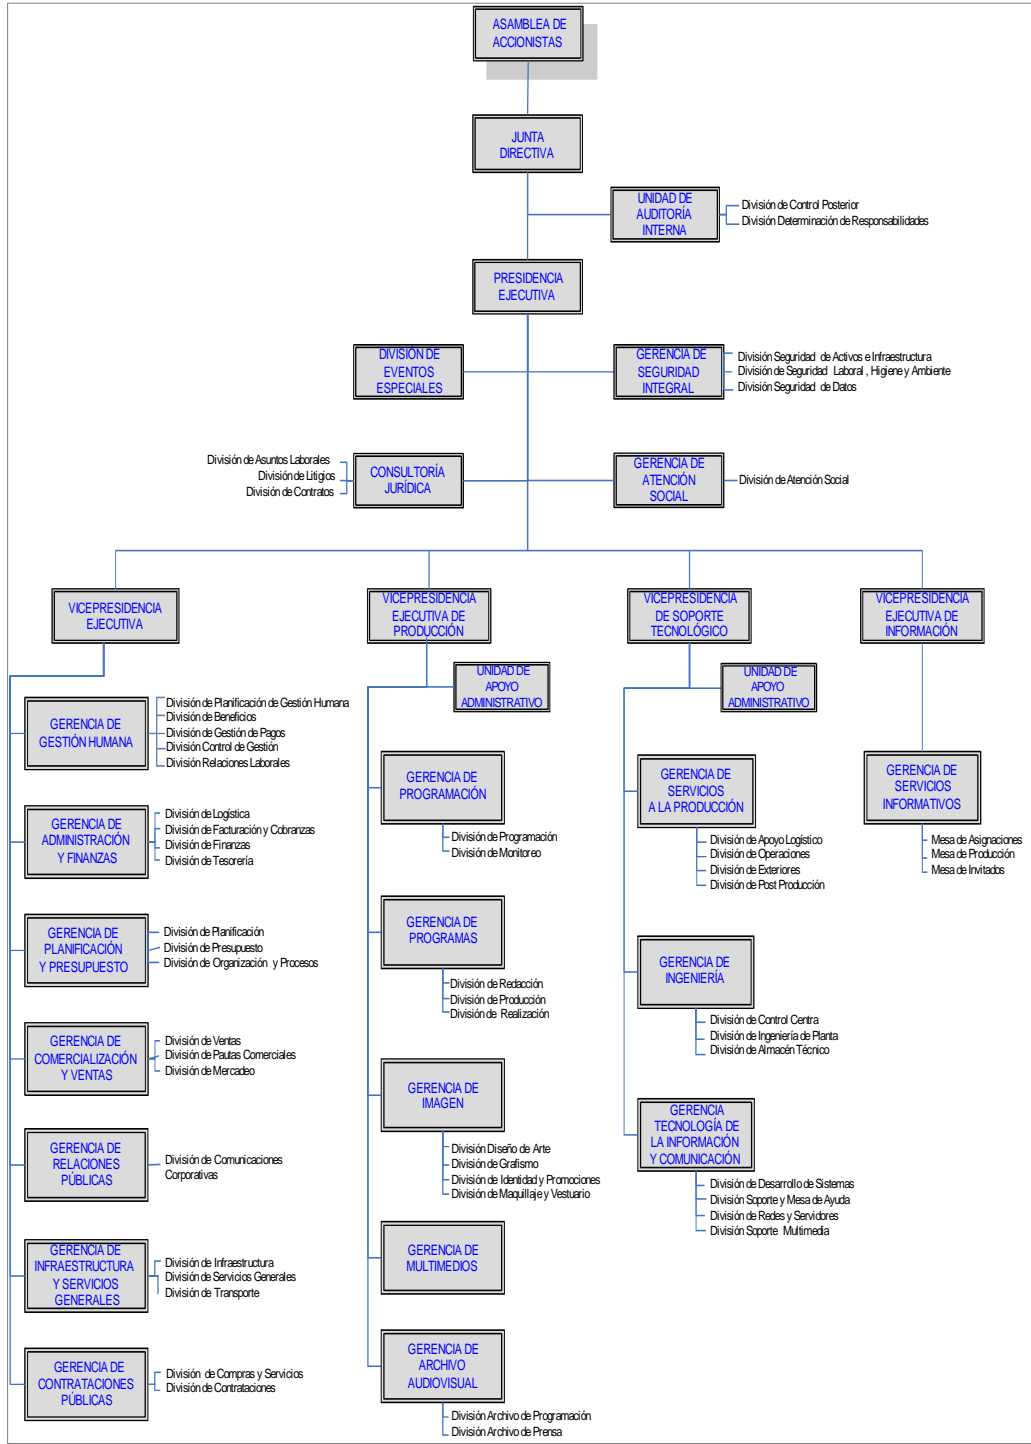 ASAMBLEA DE
ACCIONISTAS
JUNTA
DIRECTIVA
UNIDAD DE
AUDITORÍA
INTERNA
División de Control Posterior
División Determinación de Responsabilidades
PRESIDENCIA
EJECUTIVA
DIVISIÓN DE
EVENTOS
ESPECIALES
GERENCIA DE
SEGURIDAD
INTEGRAL
División Seguridad de Activos e Infraestructura
División de Seguridad Laboral , Higiene y Ambiente
División Seguridad de Datos
División de Asuntos Laborales
División de Litigios
División de Contratos
CONSULTORÍA
JURÍDICA
GERENCIA DE
ATENCIÓN
SOCIAL
División de Atención Social
VICEPRESIDENCIA
EJECUTIVA
GERENCIA DE
GESTIÓN HUMANA
División de Planificación de Gestión Humana
División de Beneficios
División de Gestión de Pagos
División Control de Gestión
División Relaciones Laborales
GERENCIA DE
ADMINISTRACIÓN
Y FINANZAS
División de Logística
División de Facturación y Cobranzas
División de Finanzas
División de Tesorería
GERENCIA DE
PLANIFICACIÓN
Y PRESUPUESTO
División de Planificación
División de Presupuesto
División de Organización y Procesos
GERENCIA DE
COMERCIALIZACIÓN
Y VENTAS
División de Ventas
División de Pautas Comerciales
División de Mercadeo
GERENCIA DE
RELACIONES
PÚBLICAS
División de Comunicaciones
Corporativas
GERENCIA DE
INFRAESTRUCTURA
Y SERVICIOS
GENERALES
División de Infraestructura
División de Servicios Generales
División de Transporte
GERENCIA DE
CONTRATACIONES
PÚBLICAS
División de Compras y Servicios
División de Contrataciones
VICEPRESIDENCIA
EJECUTIVA DE
PRODUCCIÓN
UNIDAD DE
APOYO
ADMINISTRATIVO
GERENCIA DE
PROGRAMACIÓN
División de Programación
División de Monitoreo
GERENCIA DE
PROGRAMAS
División de Redacción
División de Producción
División de Realización
GERENCIA DE
IMAGEN
División Diseño de Arte
División de Grafismo
División de Identidad y Promociones
División de Maquillaje y Vestuario
GERENCIA DE
MULTIMEDIOS
GERENCIA DE
ARCHIVO
AUDIOVISUAL
División Archivo de Programación
División Archivo de Prensa
VICEPRESIDENCIA
DE SOPORTE
TECNOLÓGICO
UNIDAD DE
APOYO
ADMINISTRATIVO
GERENCIA DE
SERVICIOS
A LA PRODUCCIÓN
División de Apoyo Logístico
División de Operaciones
División de Exteriores
División de Post Producción
GERENCIA DE
INGENIERÍA
División de Control Centra
División de Ingeniería de Planta
División de Almacén Técnico
GERENCIA
TECNOLOGÍA DE
LA INFORMACIÓN
Y COMUNICACIÓN
División de Desarrollo de Sistemas
División Soporte y Mesa de Ayuda
División de Redes y Servidores
División Soporte Multimedia
VICEPRESIDENCIA
EJECUTIVA DE
INFORMACIÓN
GERENCIA DE
SERVICIOS
INFORMATIVOS
Mesa de Asignaciones
Mesa de Producción
Mesa de Invitados